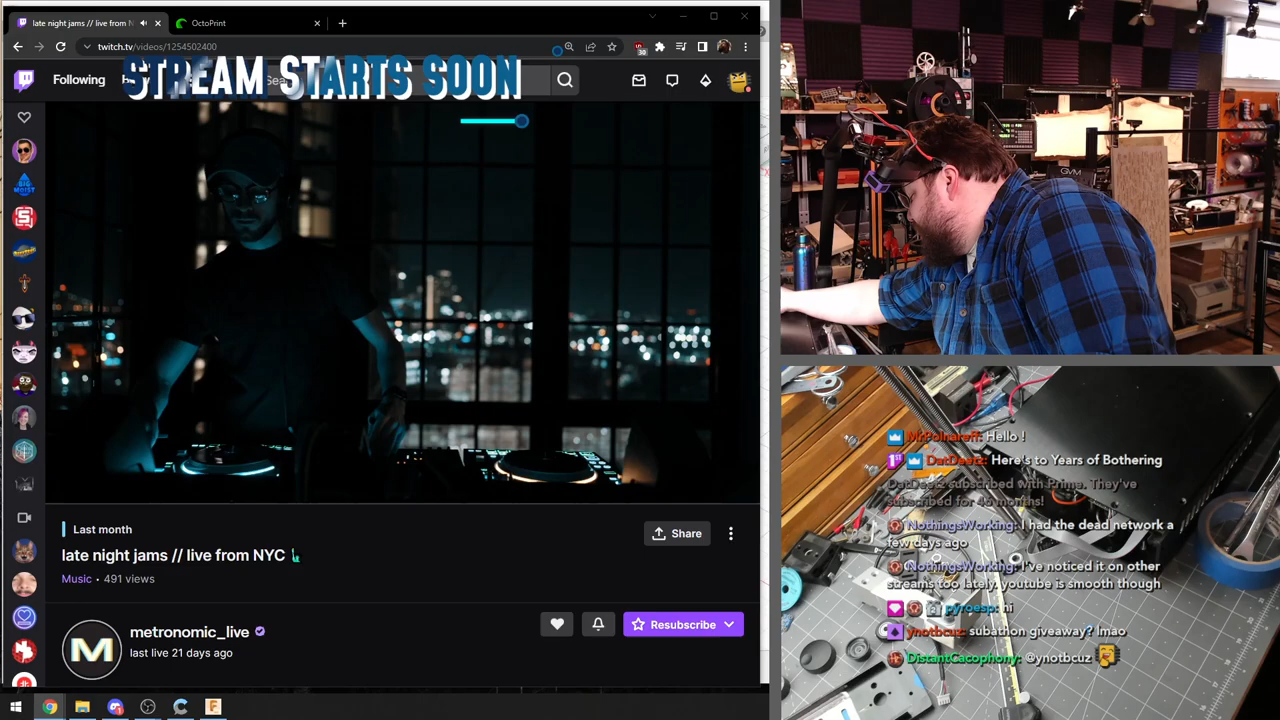 late night jams // live from N
OctoPrint
twitch.tv/videos/1254502400
30
STREAM STARTS SOON
Following
Last month
Share
late night jams // live from NYC
Music • 491 views
M
metronomic_live
last live 21 days ago
Resubscribe
GVM
MrPolnareff: Hello !
1ST DatDeetz: Here's to Years of Bothering
DatDeetz subscribed with Prime. They've
subscribed for 46 months!
NothingsWorking: I had the dead network a
few days ago
NothingsWorking: I've noticed it on other
streams too lately. youtube is smooth though
pyroesp: hi
ynotbcuz: subathon giveaway? lmao
DistantCacophony: @ynotbcuz